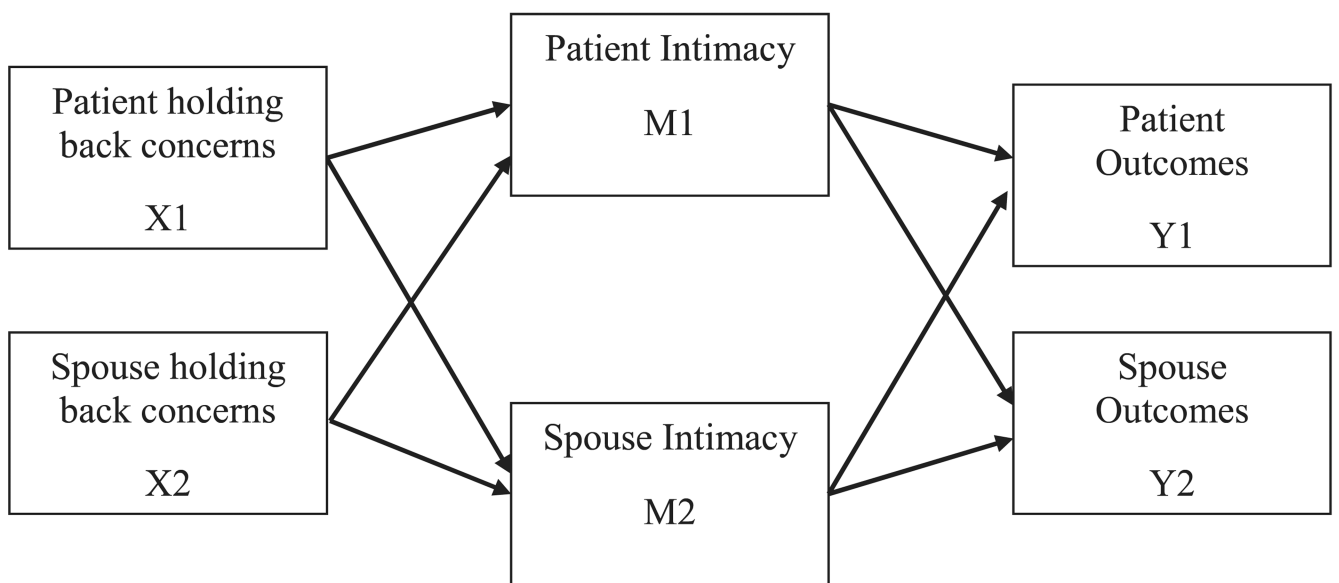 Patient holding
back concerns
X1
Spouse holding
back concerns
X2
Patient Intimacy
M1
Spouse Intimacy
M2
Patient
Outcomes
Y1
Spouse
Outcomes
Y2